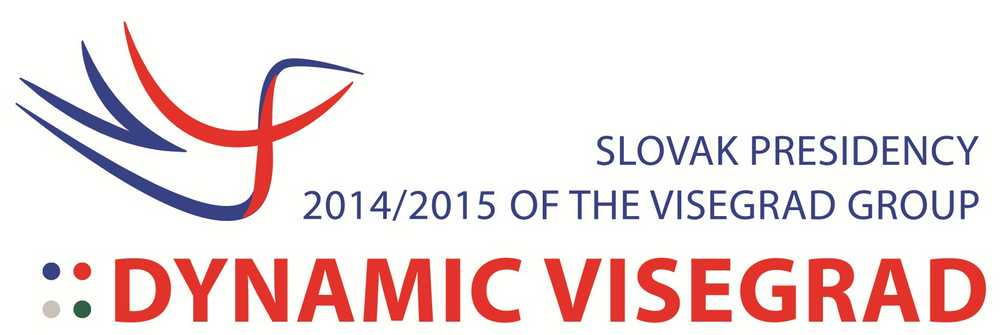 SLOVAK PRESIDENCY
2014/2015 OF THE VISEGRAD GROUP
DYNAMIC VISEGRAD